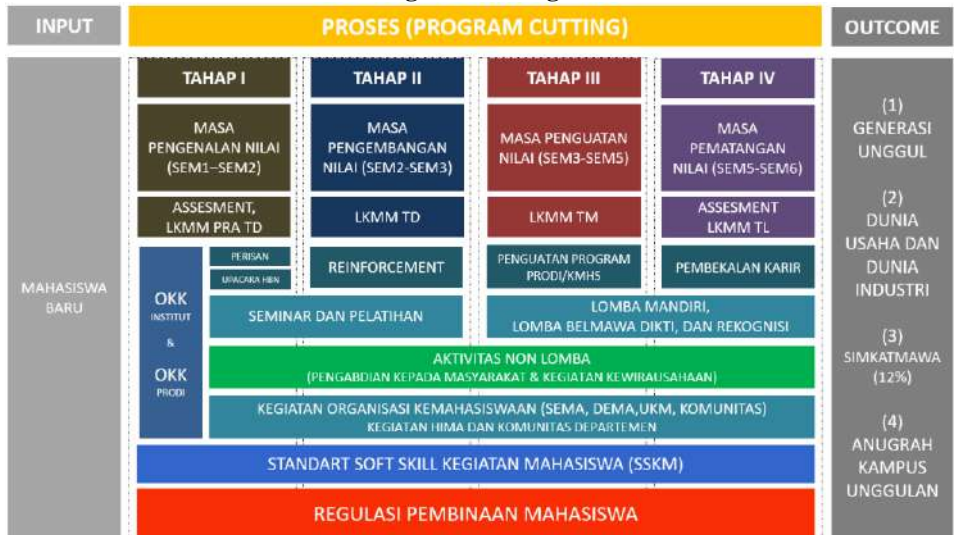 INPUT
PROSES (PROGRAM CUTTING)
OUTCOME
MAHASISWA
BARU
TAHAP I
TAHAP II
TAHAP III
TAHAP IV
MASA
PENGENALAN NILAI
(SEM1–SEM2)
MASA
PENGEMBANGAN
NILAI (SEM2-SEM3)
MASA PENGUATAN
NILAI (SEM3-SEM5)
MASA
PEMATANGAN
NILAI (SEM5-SEM6)
ASSESMENT,
LKMM PRA TD
LKMM TD
LKMM TM
ASSESMENT
LKMM TL
OKK
INSTITUT
&
OKK
PRODI
PERISAN
UPACARA HBN
REINFORCEMENT
PENGUATAN PROGRAM
PRODI/KMHS
PEMBEKALAN KARIR
SEMINAR DAN PELATIHAN
LOMBA MANDIRI,
LOMBA BELMAWA DIKTI, DAN REKOGNISI
AKTIVITAS NON LOMBA
(PENGABDIAN KEPADA MASYARAKAT & KEGIATAN KEWIRAUSAHAAN)
KEGIATAN ORGANISASI KEMAHASISWAAN (SEMA, DEMA,UKM, KOMUNITAS)
KEGIATAN HIMA DAN KOMUNITAS DEPARTEMEN
STANDART SOFT SKILL KEGIATAN MAHASISWA (SSKM)
REGULASI PEMBINAAN MAHASISWA
(1)
GENERASI
UNGGUL
(2)
DUNIA
USAHA DAN
DUNIA
INDUSTRI
(3)
SIMKATMAWA
(12%)
(4)
ANUGRAH
KAMPUS
UNGGULAN